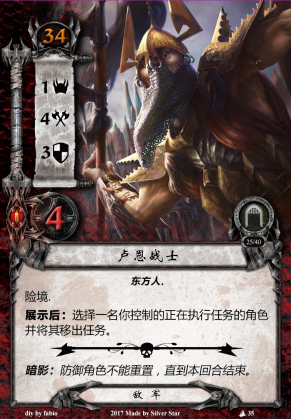 34
1
4
3
4
25/40
卢恩战士
东方人.
险境.
展示后：选择一名你控制的正在执行任务的角色
并将其移出任务。
暗影：防御角色不能重置，直到本回合结束。
敌军
diy by fabio
2017 Made by Silver Star
35